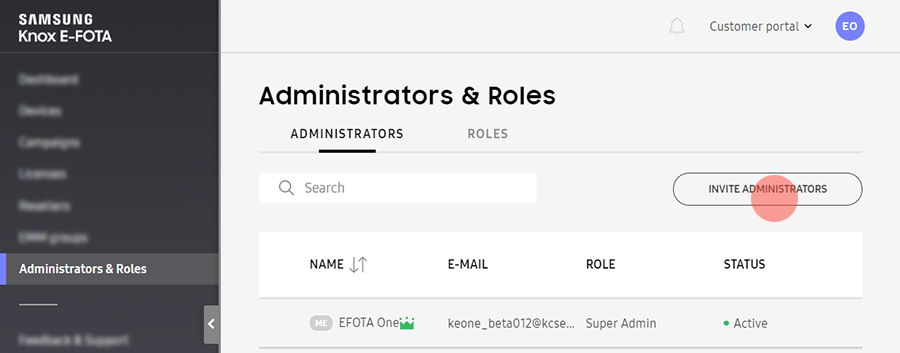 SAMSUNG
Knox E-FOTA
Customer portal
EO
Dashboard
Devices
Campaigns
Licenses
Resellers
EMM groups
Administrators & Roles
Feedback & Support
Administrators & Roles
ADMINISTRATORS ROLES
Search
INVITE ADMINISTRATORS
NAME E-MAIL ROLE STATUS
ME EFOTA One keone_beta012@kcse... Super Admin Active